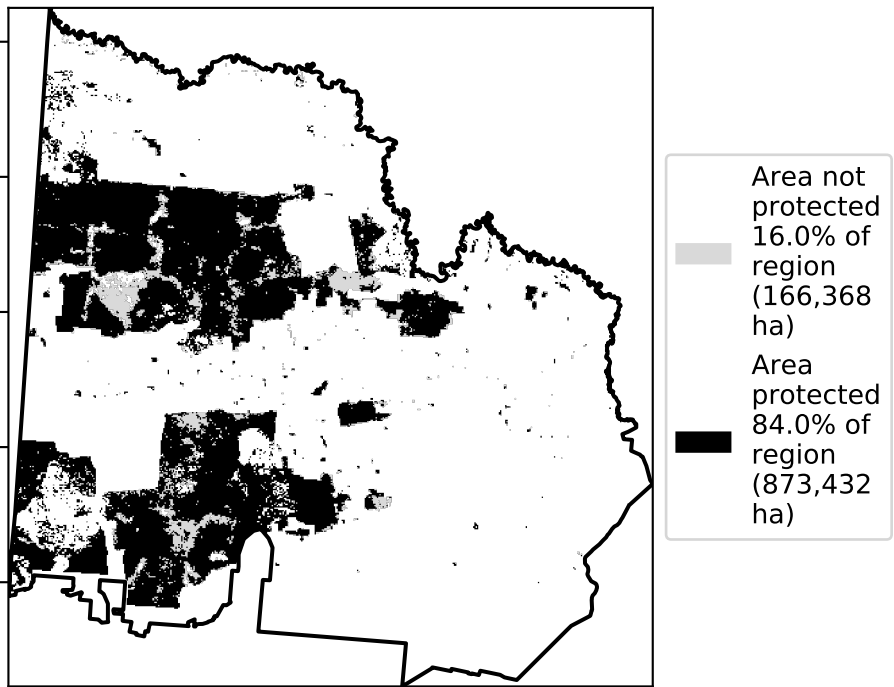 Area not
protected
16.0% of
region
(166,368
ha)
Area
protected
84.0% of
region
(873,432
ha)